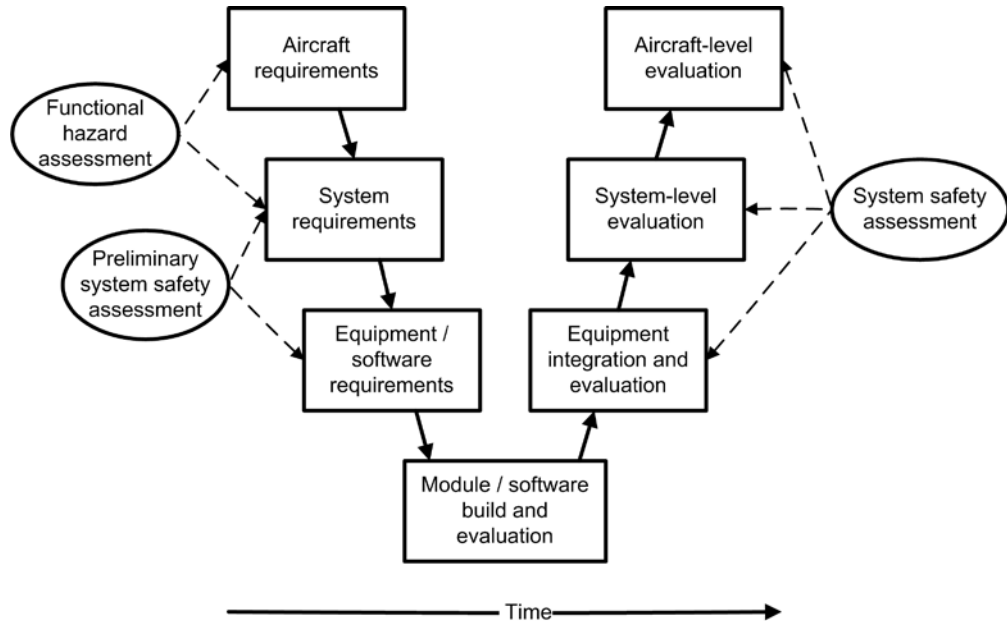 Aircraft
requirements
Aircraft-level
evaluation
Functional
hazard
assessment
System
requirements
System-level
evaluation
System safety
assessment
Preliminary
system safety
assessment
Equipment /
software
requirements
Equipment
integration and
evaluation
Module / software
build and
evaluation
Time